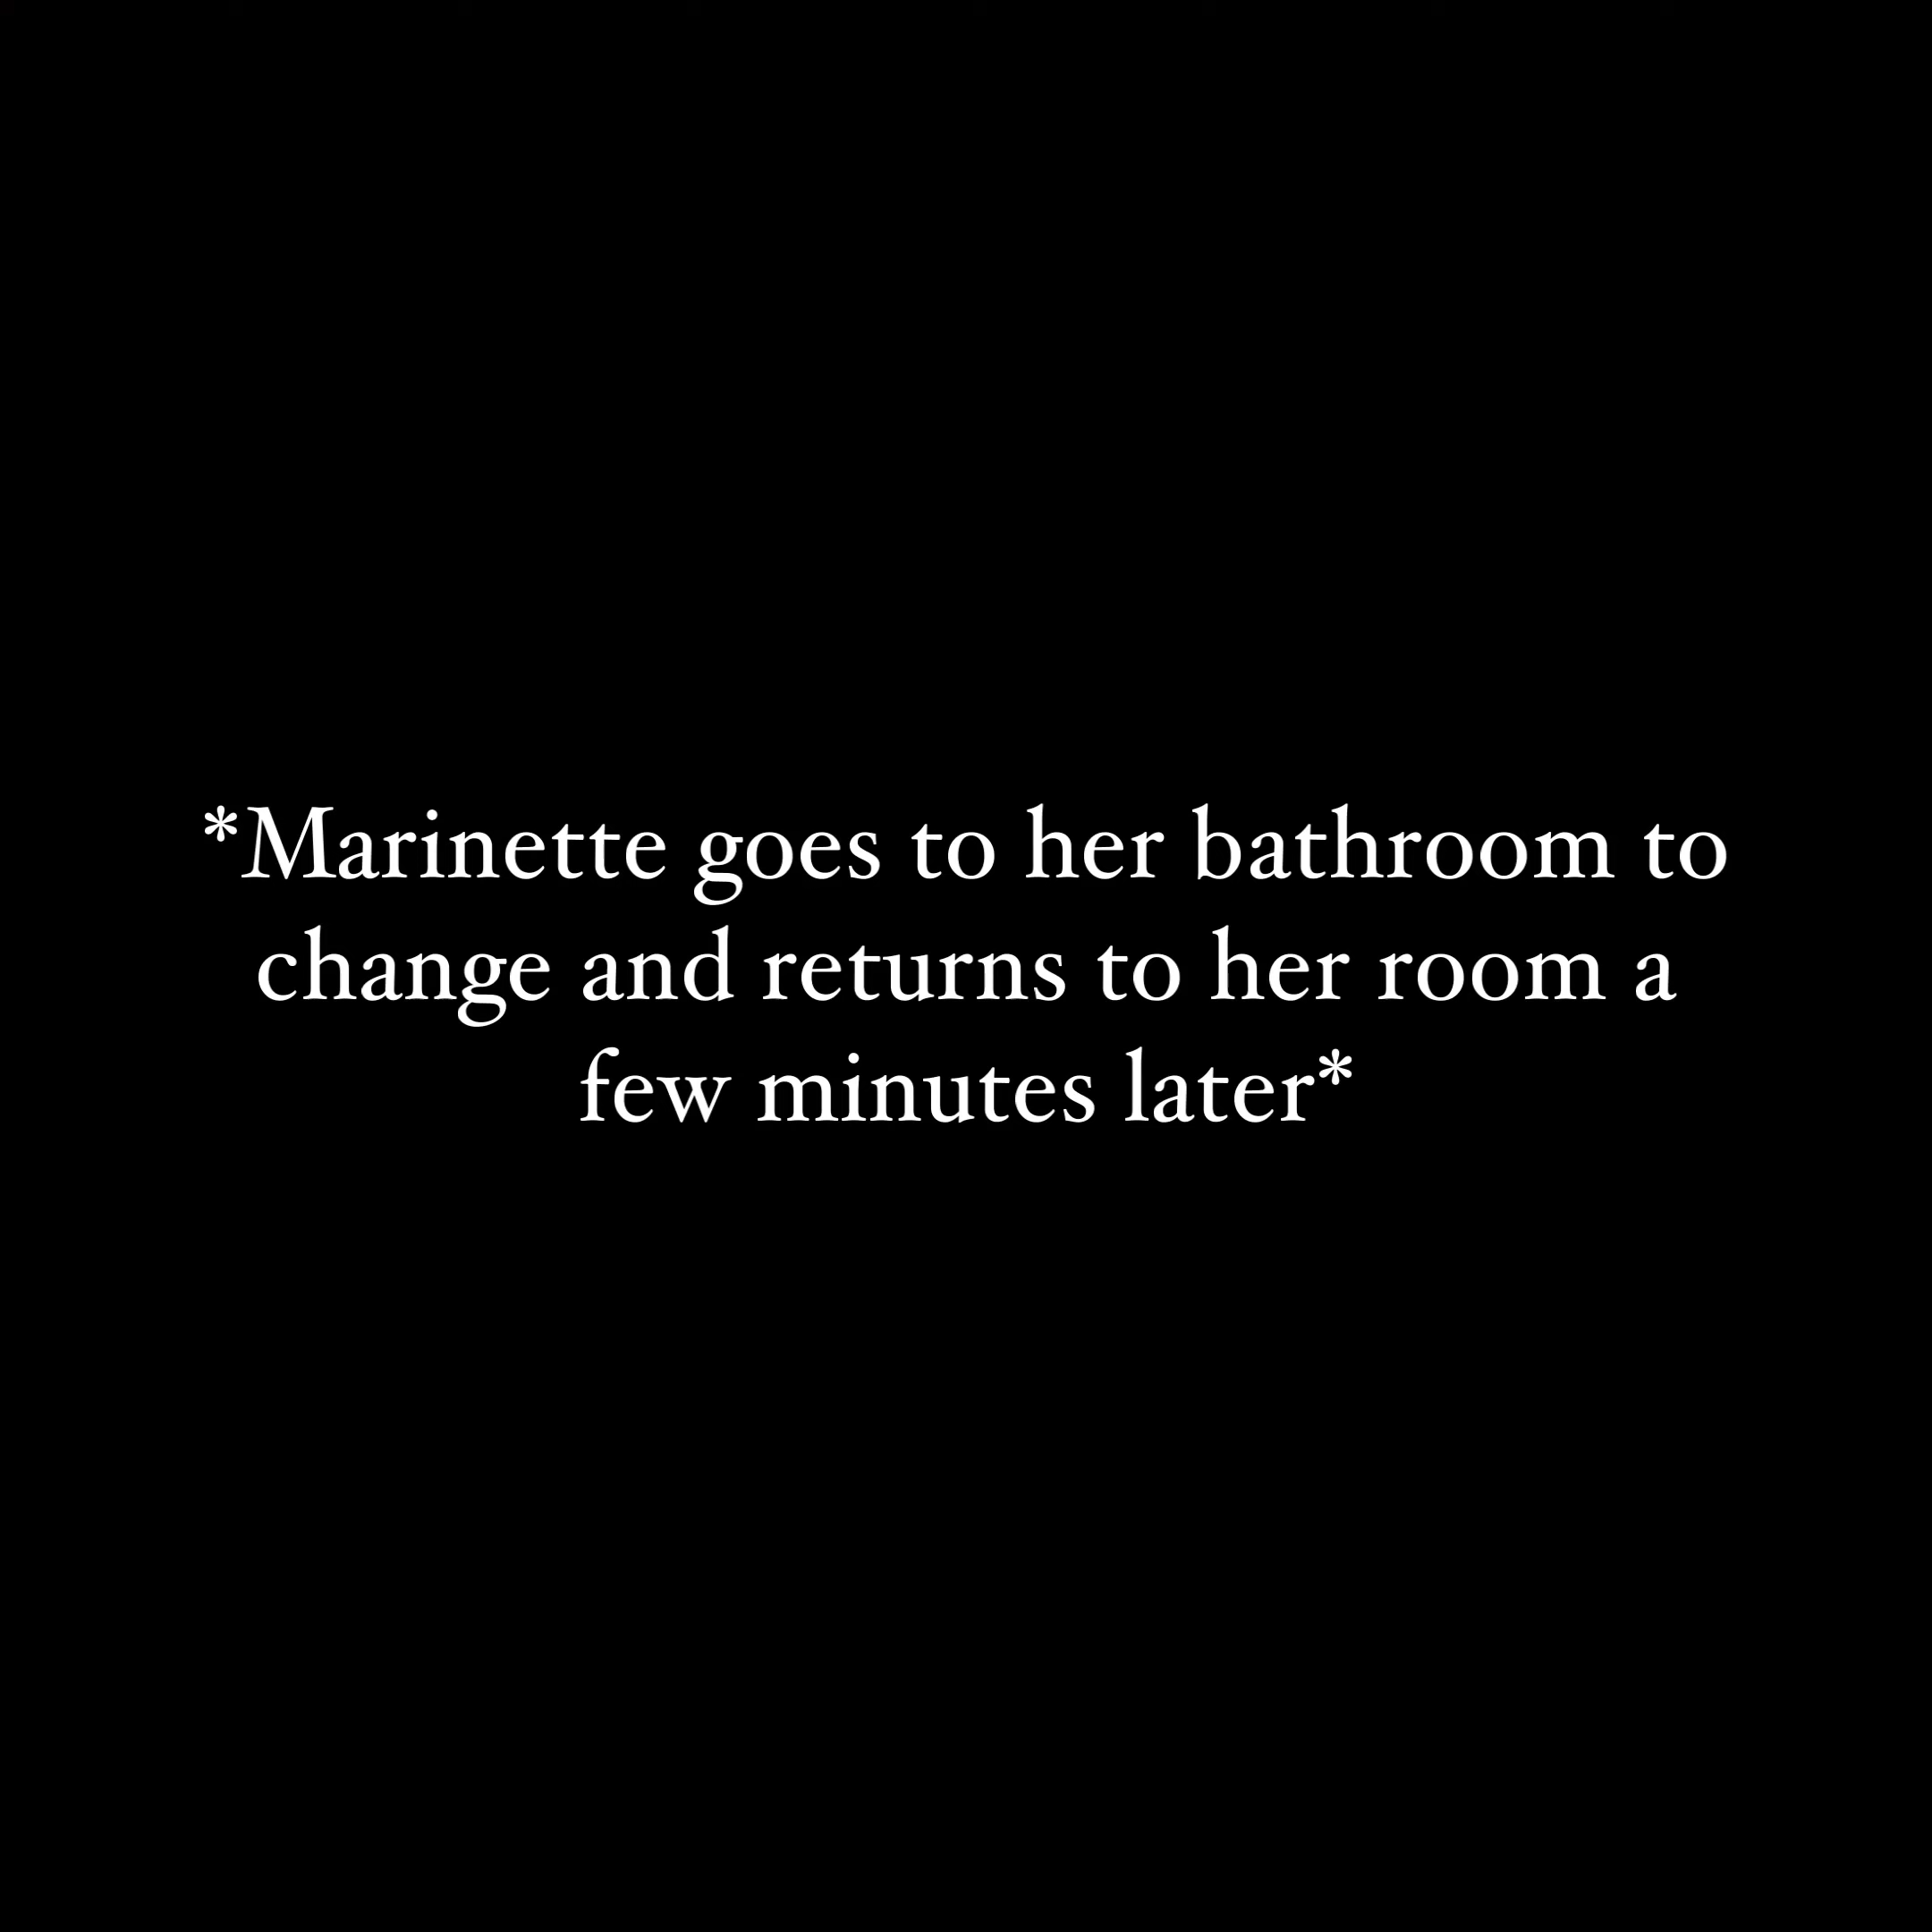 *Marinette goes to her bathroom to
change and returns to her room a
few minutes later*